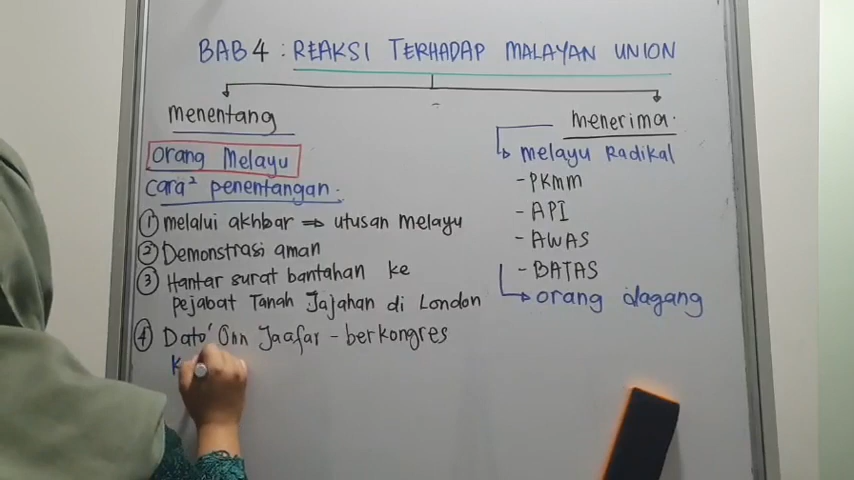 BAB 4 : REAKSI TERHADAP MALAYAN UNION
menentang
orang Melayu
cara² penentangan.
① melalui akhbar ⇒ utusan melayu
② Demonstrasi aman
③ Hantar surat bantahan ke
pejabat Tanah Jajahan di London
④ Dato' Onn Jaafar - berkongres
K
menerima.
melayu Radikal
- PKMM
- API
- AWAS
- BATAS
orang dagang